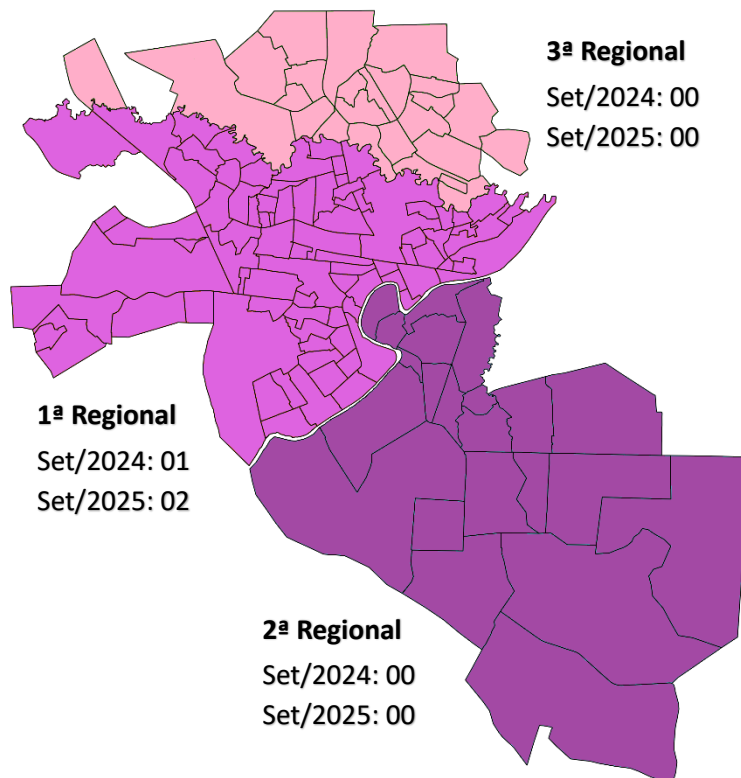 3ª Regional
Set/2024: 00
Set/2025: 00
1ª Regional
Set/2024: 01
Set/2025: 02
2ª Regional
Set/2024: 00
Set/2025: 00